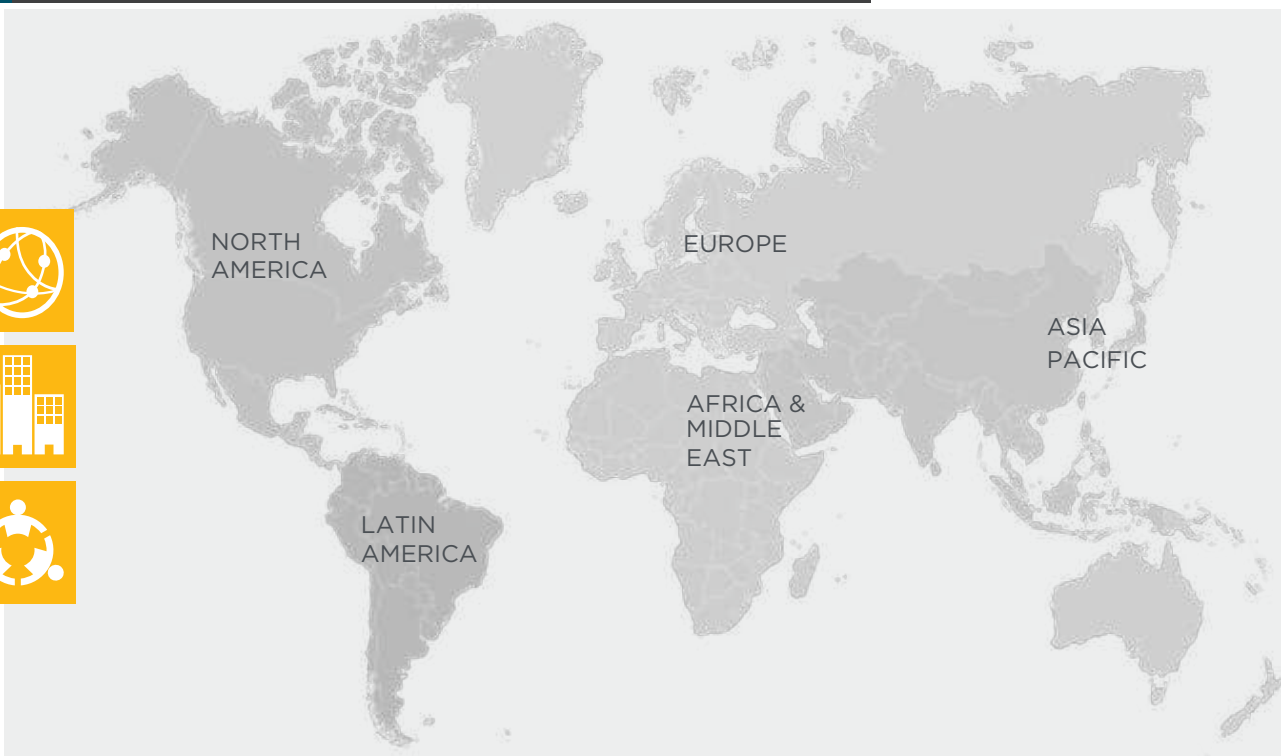 NORTH
AMERICA
EUROPE
ASIA
PACIFIC
AFRICA &
MIDDLE
EAST
LATIN
AMERICA